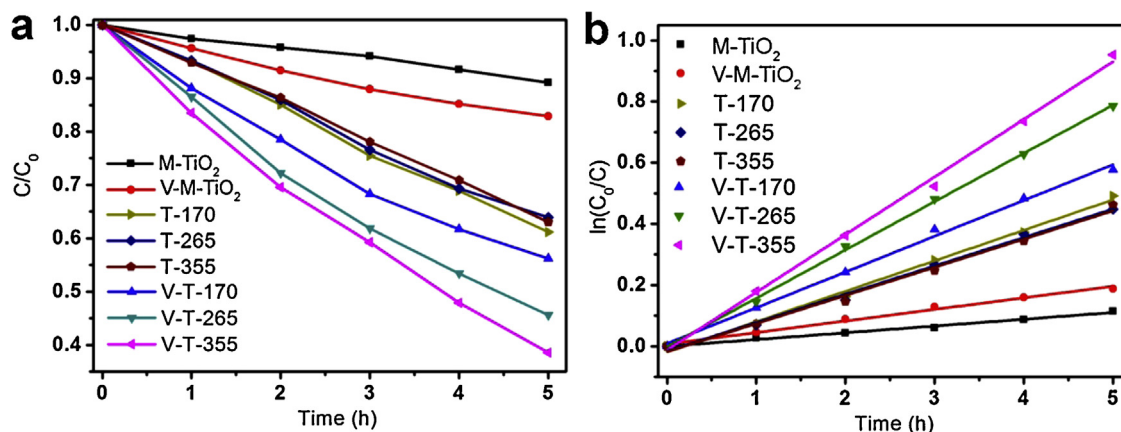 a
1.0
0.9
0.8
0.7
0.6
0.5
0.4
C/C₀
M-TiO₂
V-M-TiO₂
T-170
T-265
T-355
V-T-170
V-T-265
V-T-355
0 1 2 3 4 5
Time (h)
b
1.0
0.8
0.6
0.4
0.2
0.0
ln(C₀/C)
M-TiO₂
V-M-TiO₂
T-170
T-265
T-355
V-T-170
V-T-265
V-T-355
0 1 2 3 4 5
Time (h)